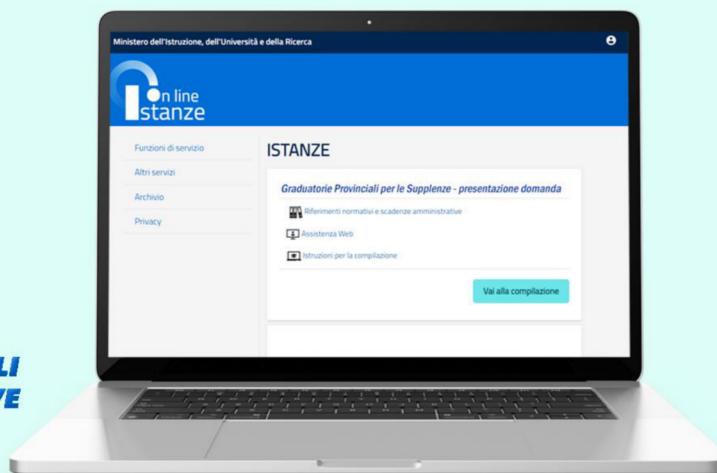 Ministero dell'Istruzione, dell'Università e della Ricerca
On line
Istanze
Funzioni di servizio
Altri servizi
Archivio
Privacy
ISTANZE
Graduatorie Provinciali per le Supplenze - presentazione domanda
Riferimenti normativi e scadenze amministrative
Assistenza Web
Istruzioni per la compilazione
Vai alla compilazione
LI
VE